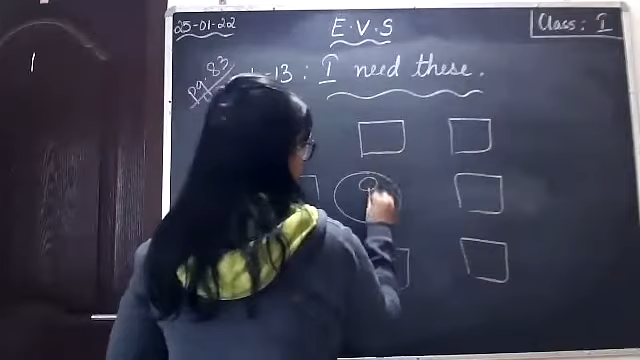 25-01-22
E.V.S
Class: I
Pg. 83
-13 : I need these.